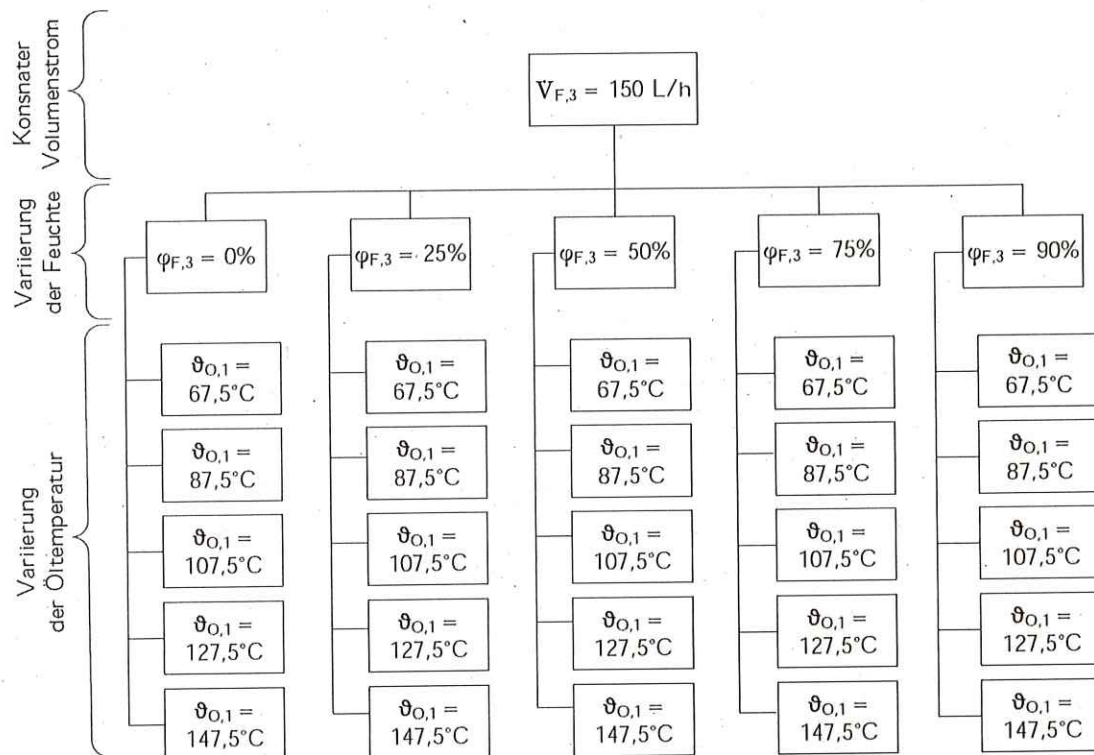 Konsnater
Volumenstrom
V̈F,3 = 150 L/h
Variierung
der Feuchte
φF,3 = 0%
φF,3 = 25%
φF,3 = 50%
φF,3 = 75%
φF,3 = 90%
Variierung
der Öltemperatur
ϑO,1 =
67,5°C
ϑO,1 =
87,5°C
ϑO,1 =
107,5°C
ϑO,1 =
127,5°C
ϑO,1 =
147,5°C
ϑO,1 =
67,5°C
ϑO,1 =
87,5°C
ϑO,1 =
107,5°C
ϑO,1 =
127,5°C
ϑO,1 =
147,5°C
ϑO,1 =
67,5°C
ϑO,1 =
87,5°C
ϑO,1 =
107,5°C
ϑO,1 =
127,5°C
ϑO,1 =
147,5°C
ϑO,1 =
67,5°C
ϑO,1 =
87,5°C
ϑO,1 =
107,5°C
ϑO,1 =
127,5°C
ϑO,1 =
147,5°C
ϑO,1 =
67,5°C
ϑO,1 =
87,5°C
ϑO,1 =
107,5°C
ϑO,1 =
127,5°C
ϑO,1 =
147,5°C